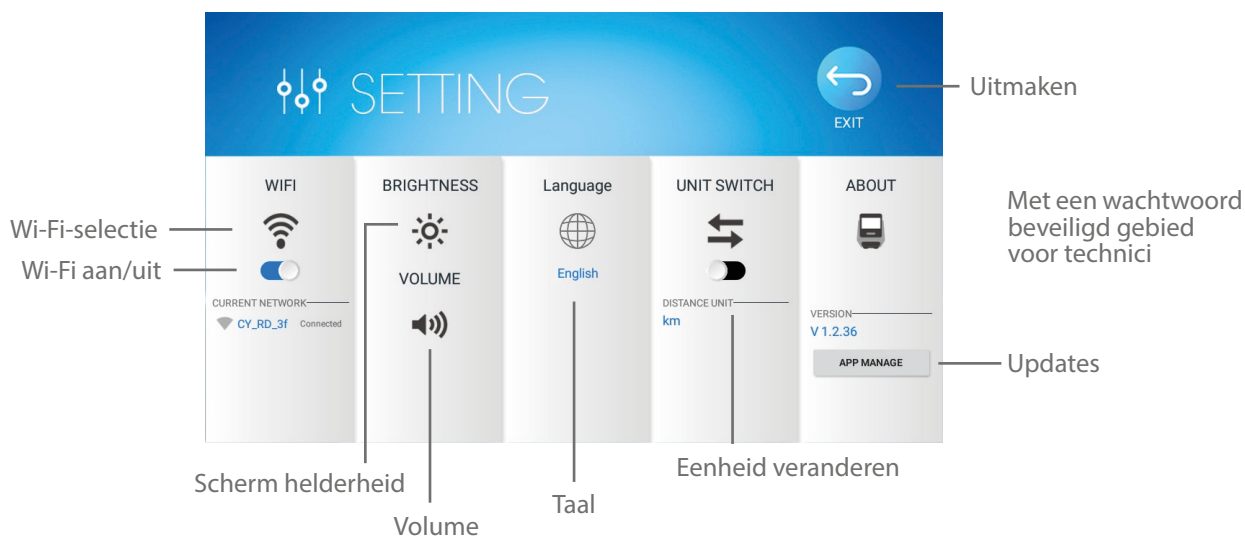 SETTING
EXIT
Uitmaken
WIFI
BRIGHTNESS
Language
UNIT SWITCH
ABOUT
Met een wachtwoord
beveiligd gebied
voor technici
Wi-Fi-selectie
Wi-Fi aan/uit
English
VOLUME
CURRENT NETWORK
CY_RD_3f Connected
DISTANCE UNIT
km
VERSION
V 1.2.36
APP MANAGE
Updates
Scherm helderheid
Volume
Taal
Eenheid veranderen